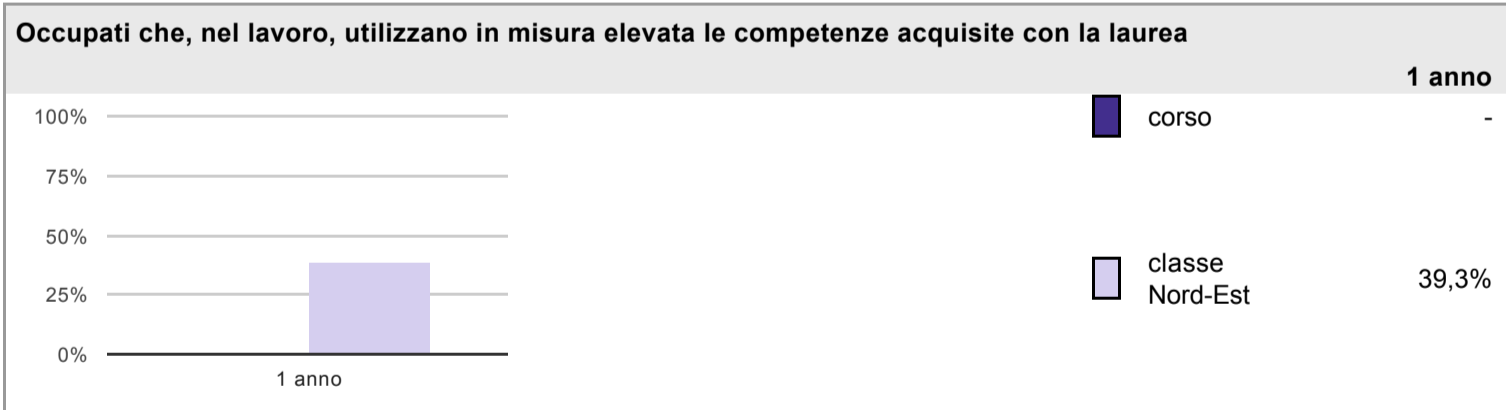 Occupati che, nel lavoro, utilizzano in misura elevata le competenze acquisite con la laurea
1 anno
100%
75%
50%
25%
0%
1 anno
corso -
classe
Nord-Est 39,3%